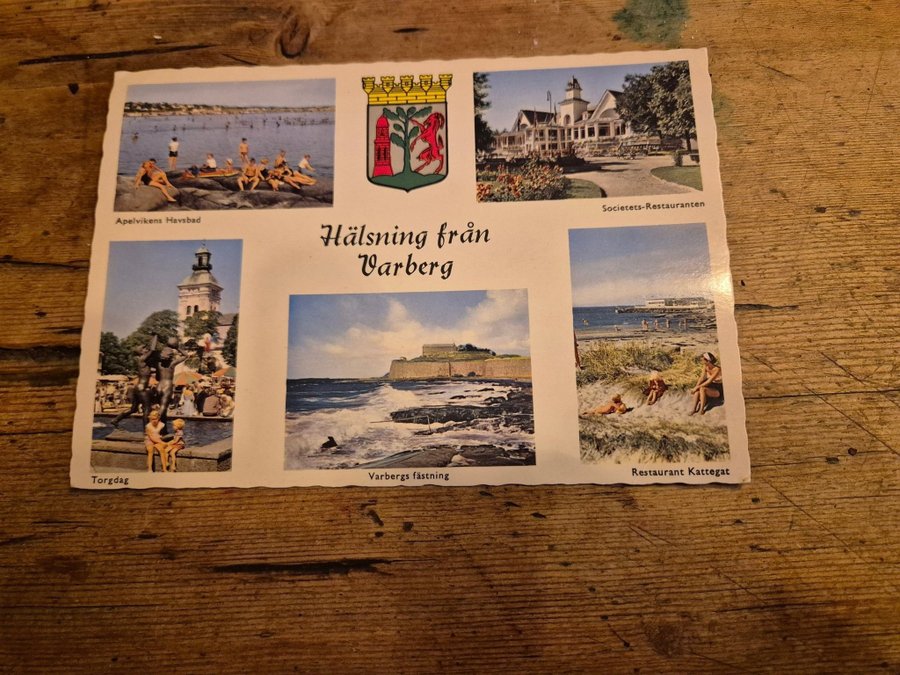 Apelvikens Havsbad
Societets-Restauranten
Hälsning från
Varberg
Torgdag
Varbergs fästning
Restaurant Kattegat